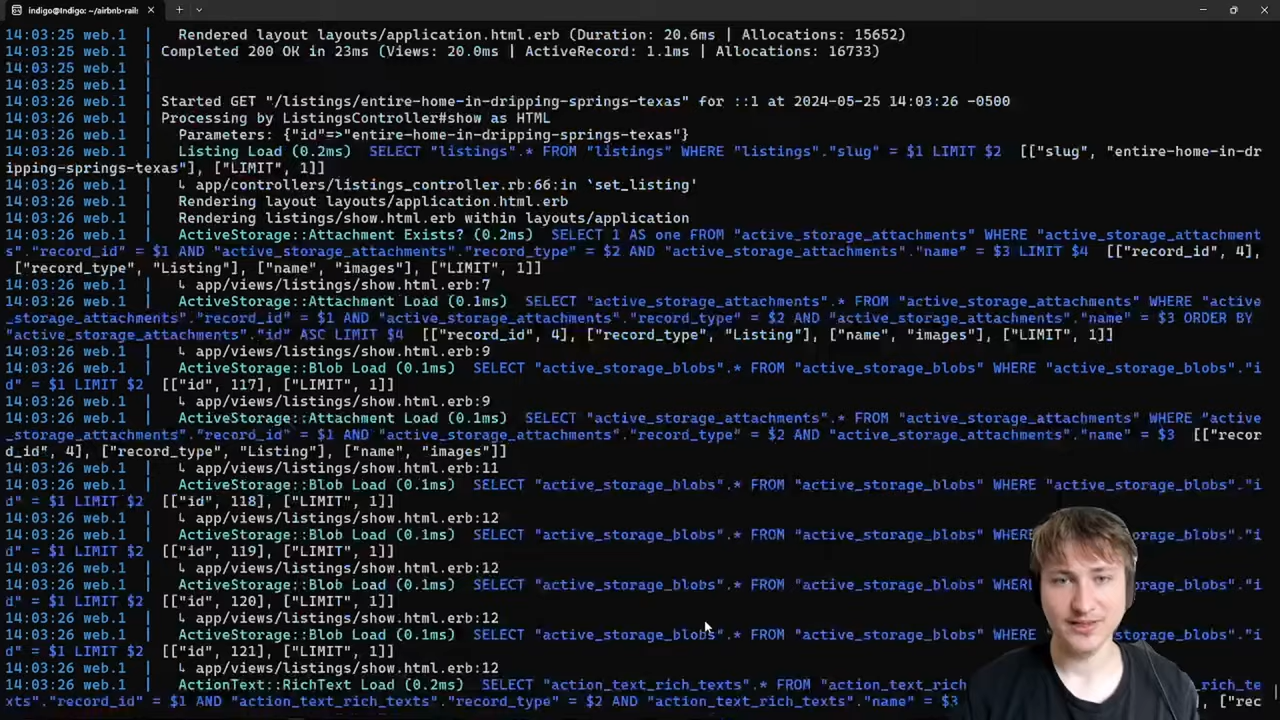 indigo@Indigo: ~/airbnb-rails
14:03:25 web.1  |   Rendered layout layouts/application.html.erb (Duration: 20.6ms | Allocations: 15652)
14:03:25 web.1  | Completed 200 OK in 23ms (Views: 20.0ms | ActiveRecord: 1.1ms | Allocations: 16733)
14:03:25 web.1  |
14:03:25 web.1  |
14:03:26 web.1  | Started GET "/listings/entire-home-in-dripping-springs-texas" for ::1 at 2024-05-25 14:03:26 -0500
14:03:26 web.1  | Processing by ListingsController#show as HTML
14:03:26 web.1  |   Parameters: {"id"=>"entire-home-in-dripping-springs-texas"}
14:03:26 web.1  |   Listing Load (0.2ms)  SELECT "listings".* FROM "listings" WHERE "listings"."slug" = $1 LIMIT $2  [["slug", "entire-home-in-dr
ipping-springs-texas"], ["LIMIT", 1]]
14:03:26 web.1  |   ↳ app/controllers/listings_controller.rb:66:in `set_listing'
14:03:26 web.1  |   Rendering layout layouts/application.html.erb
14:03:26 web.1  |   Rendering listings/show.html.erb within layouts/application
14:03:26 web.1  |   ActiveStorage::Attachment Exists? (0.2ms)  SELECT 1 AS one FROM "active_storage_attachments" WHERE "active_storage_attachment
s"."record_id" = $1 AND "active_storage_attachments"."record_type" = $2 AND "active_storage_attachments"."name" = $3 LIMIT $4  [["record_id", 4],
["record_type", "Listing"], ["name", "images"], ["LIMIT", 1]]
14:03:26 web.1  |   ↳ app/views/listings/show.html.erb:7
14:03:26 web.1  |   ActiveStorage::Attachment Load (0.1ms)  SELECT "active_storage_attachments".* FROM "active_storage_attachments" WHERE "active
_storage_attachments"."record_id" = $1 AND "active_storage_attachments"."record_type" = $2 AND "active_storage_attachments"."name" = $3 ORDER BY
"active_storage_attachments"."id" ASC LIMIT $4  [["record_id", 4], ["record_type", "Listing"], ["name", "images"], ["LIMIT", 1]]
14:03:26 web.1  |   ↳ app/views/listings/show.html.erb:9
14:03:26 web.1  |   ActiveStorage::Blob Load (0.1ms)  SELECT "active_storage_blobs".* FROM "active_storage_blobs" WHERE "active_storage_blobs"."i
d" = $1 LIMIT $2  [["id", 117], ["LIMIT", 1]]
14:03:26 web.1  |   ↳ app/views/listings/show.html.erb:9
14:03:26 web.1  |   ActiveStorage::Attachment Load (0.1ms)  SELECT "active_storage_attachments".* FROM "active_storage_attachments" WHERE "active
_storage_attachments"."record_id" = $1 AND "active_storage_attachments"."record_type" = $2 AND "active_storage_attachments"."name" = $3  [["recor
d_id", 4], ["record_type", "Listing"], ["name", "images"]]
14:03:26 web.1  |   ↳ app/views/listings/show.html.erb:11
14:03:26 web.1  |   ActiveStorage::Blob Load (0.1ms)  SELECT "active_storage_blobs".* FROM "active_storage_blobs" WHERE "active_storage_blobs"."i
d" = $1 LIMIT $2  [["id", 118], ["LIMIT", 1]]
14:03:26 web.1  |   ↳ app/views/listings/show.html.erb:12
14:03:26 web.1  |   ActiveStorage::Blob Load (0.1ms)  SELECT "active_storage_blobs".* FROM "active_storage_blobs" WHERE "active_storage_blobs"."i
d" = $1 LIMIT $2  [["id", 119], ["LIMIT", 1]]
14:03:26 web.1  |   ↳ app/views/listings/show.html.erb:12
14:03:26 web.1  |   ActiveStorage::Blob Load (0.1ms)  SELECT "active_storage_blobs".* FROM "active_storage_blobs" WHERE "active_storage_blobs"."i
d" = $1 LIMIT $2  [["id", 120], ["LIMIT", 1]]
14:03:26 web.1  |   ↳ app/views/listings/show.html.erb:12
14:03:26 web.1  |   ActiveStorage::Blob Load (0.1ms)  SELECT "active_storage_blobs".* FROM "active_storage_blobs" WHERE storage_blobs"."i
d" = $1 LIMIT $2  [["id", 121], ["LIMIT", 1]]
14:03:26 web.1  |   ↳ app/views/listings/show.html.erb:12
14:03:26 web.1  |   ActionText::RichText Load (0.2ms)  SELECT "action_text_rich_texts".* FROM "action_text_rich
xts"."record_id" = $1 AND "action_text_rich_texts"."record_type" = $2 AND "action_text_rich_texts"."name" = $3 ["rec